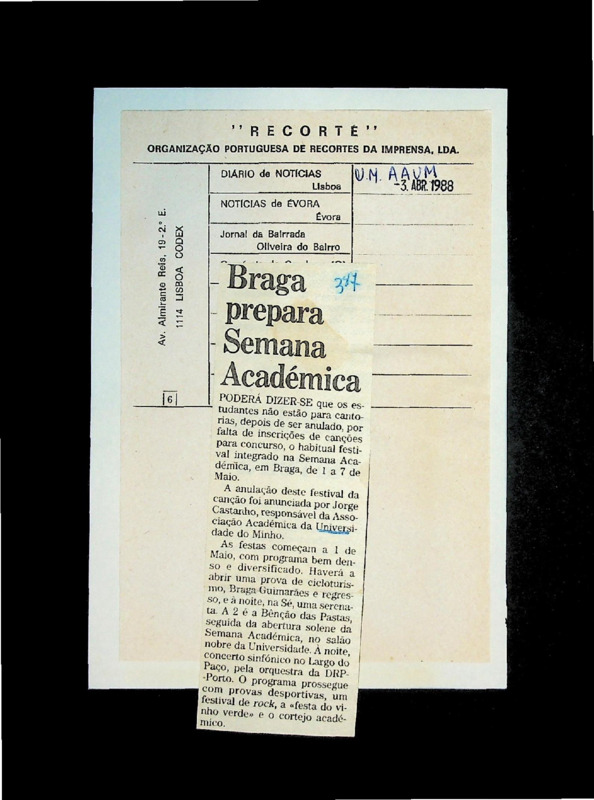 "RECORTE"
ORGANIZAÇÃO PORTUGUESA DE RECORTES DA IMPRENSA, LDA.
Av. Almirante Reis, 19-2.º E.
1114 LISBOA CODEX
6
DIÁRIO de NOTÍCIAS
Lisboa
NOTÍCIAS de ÉVORA
Évora
Jornal da Bairrada
Oliveira do Bairro
U.M. AAUM
-3. ABR. 1988
377
Braga
prepara
Semana
Académica
PODERÁ DIZER-SE que os es-
tudantes não estão para canto-
rias, depois de ser anulado, por
falta de inscrições de canções
para concurso, o habitual festi-
val integrado na Semana Aca-
démica, em Braga, de 1 a 7 de
Maio.
A anulação deste festival da
canção foi anunciada por Jorge
Castanho, responsável da Asso-
ciação Académica da Universi-
dade do Minho.
As festas começam a 1 de
Maio, com programa bem den-
so e diversificado. Haverá a
abrir uma prova de cicloturis-
mo, Braga-Guimarães e regres-
so, e à noite, na Sé, uma serena-
ta. A 2 é a Bênção das Pastas,
seguida da abertura solene da
Semana Académica, no salão
nobre da Universidade. À noite,
concerto sinfónico no Largo do
Paço, pela orquestra da DRP-
-Porto. O programa prossegue
com provas desportivas, um
festival de rock, a «festa do vi-
nho verde» e o cortejo acadé-
mico.